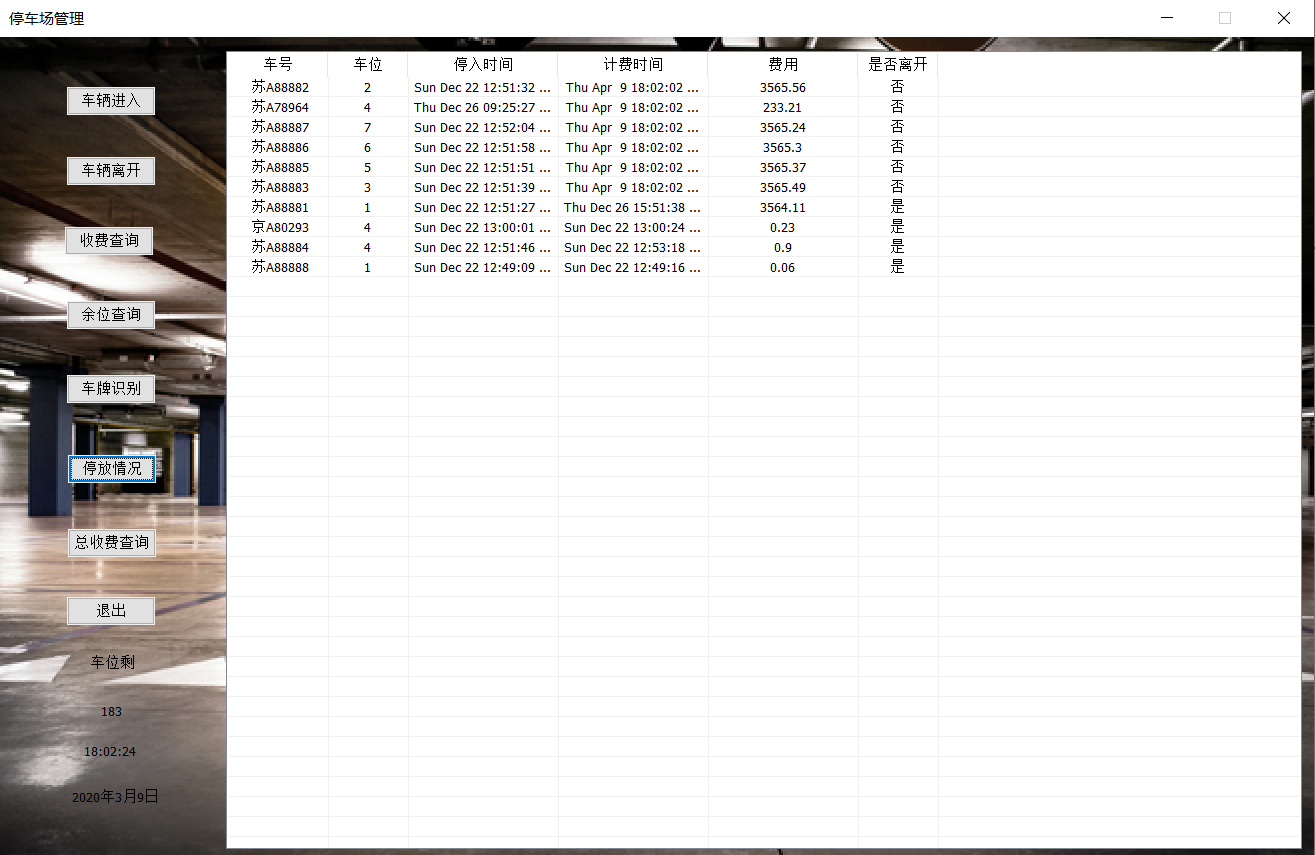 停车场管理
车辆进入
车辆离开
收费查询
余位查询
车牌识别
停放情况
总收费查询
退出
车位剩
183
18:02:24
2020年3月9日
车号 车位 停入时间 计费时间 费用 是否离开
苏A88882 2 Sun Dec 22 12:51:32 ... Thu Apr  9 18:02:02 ... 3565.56 否
苏A78964 4 Thu Dec 26 09:25:27 ... Thu Apr  9 18:02:02 ... 233.21 否
苏A88887 7 Sun Dec 22 12:52:04 ... Thu Apr  9 18:02:02 ... 3565.24 否
苏A88886 6 Sun Dec 22 12:51:58 ... Thu Apr  9 18:02:02 ... 3565.3 否
苏A88885 5 Sun Dec 22 12:51:51 ... Thu Apr  9 18:02:02 ... 3565.37 否
苏A88883 3 Sun Dec 22 12:51:39 ... Thu Apr  9 18:02:02 ... 3565.49 否
苏A88881 1 Sun Dec 22 12:51:27 ... Thu Dec 26 15:51:38 ... 3564.11 是
京A80293 4 Sun Dec 22 13:00:01 ... Sun Dec 22 13:00:24 ... 0.23 是
苏A88884 4 Sun Dec 22 12:51:46 ... Sun Dec 22 12:53:18 ... 0.9 是
苏A88888 1 Sun Dec 22 12:49:09 ... Sun Dec 22 12:49:16 ... 0.06 是